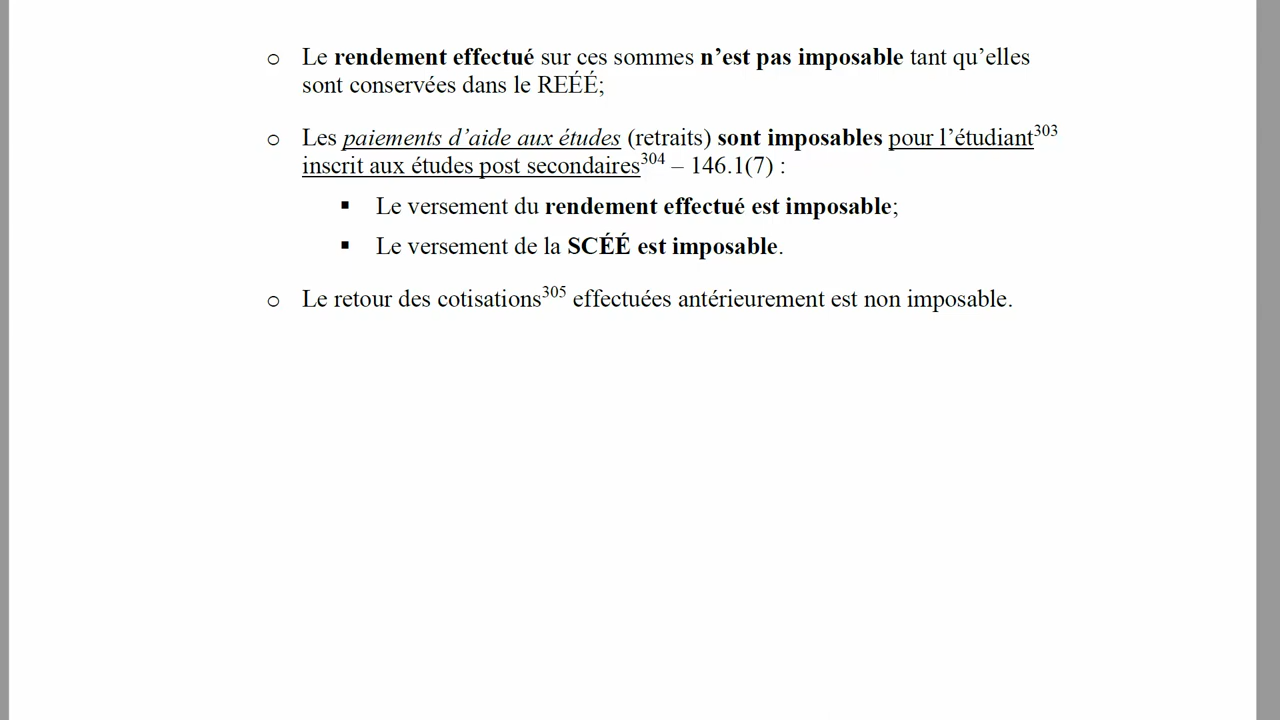 o Le rendement effectué sur ces sommes n’est pas imposable tant qu’elles
sont conservées dans le REÉÉ;
o Les paiements d’aide aux études (retraits) sont imposables pour l’étudiant303
inscrit aux études post secondaires304 – 146.1(7) :
▪ Le versement du rendement effectué est imposable;
▪ Le versement de la SCÉÉ est imposable.
o Le retour des cotisations305 effectuées antérieurement est non imposable.